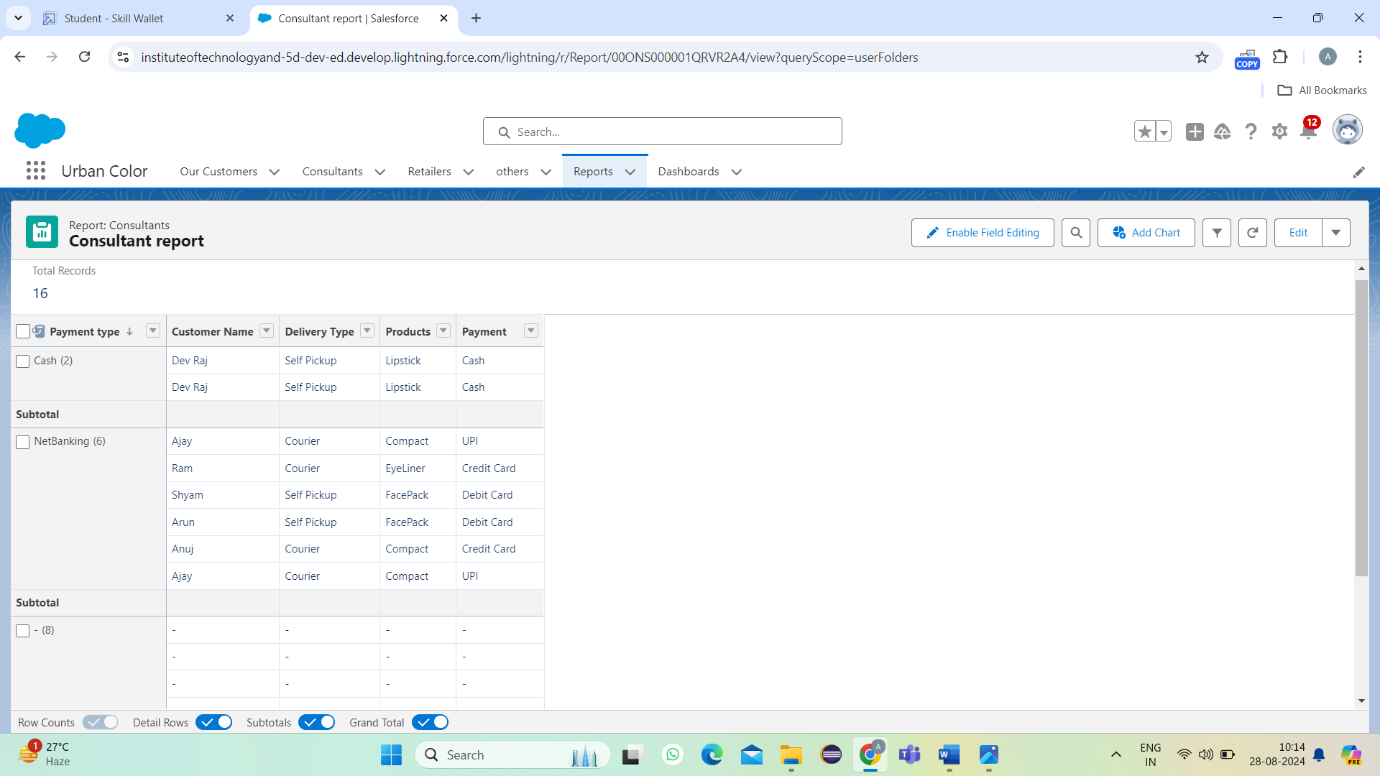 Student - Skill Wallet
Consultant report | Salesforce
instituteoftechnologyand-5d-dev-ed.develop.lightning.force.com/lightning/r/Report/00ONS000001QRVR2A4/view?queryScope=userFolders
COPY
A
All Bookmarks
Search...
12
Urban Color
Our Customers
Consultants
Retailers
others
Reports
Dashboards
Report: Consultants
Consultant report
Enable Field Editing
Add Chart
Edit
Total Records
16
Payment type ↓ Customer Name Delivery Type Products Payment
Cash (2) Dev Raj Self Pickup Lipstick Cash
Dev Raj Self Pickup Lipstick Cash
Subtotal
NetBanking (6) Ajay Courier Compact UPI
Ram Courier EyeLiner Credit Card
Shyam Self Pickup FacePack Debit Card
Arun Self Pickup FacePack Debit Card
Anuj Courier Compact Credit Card
Ajay Courier Compact UPI
Subtotal
- (8) - - - -
- - - -
- - - -
Row Counts Detail Rows Subtotals Grand Total
1
27°C
Haze
Search
A
ENG
IN
10:14
28-08-2024
PRE